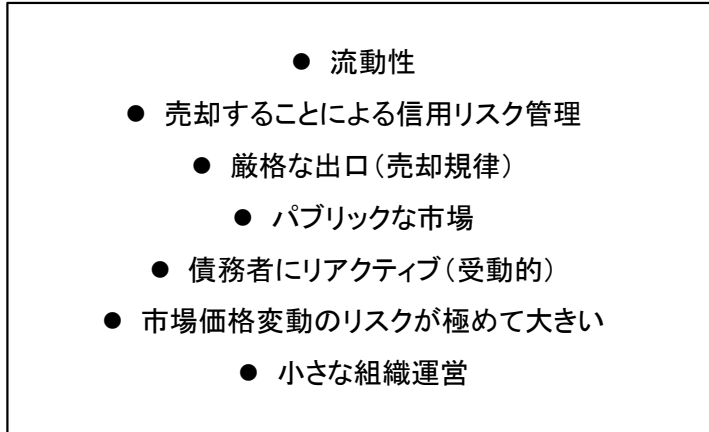 ● 流動性
● 売却することによる信用リスク管理
● 厳格な出口（売却規律）
● パブリックな市場
● 債務者にリアクティブ（受動的）
● 市場価格変動のリスクが極めて大きい
● 小さな組織運営